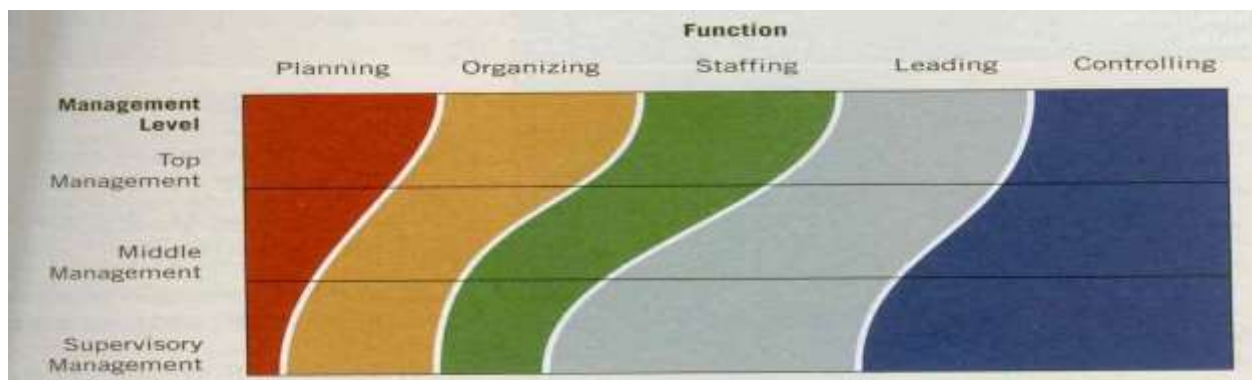 Function
Planning Organizing Staffing Leading Controlling
Management
Level
Top
Management
Middle
Management
Supervisory
Management